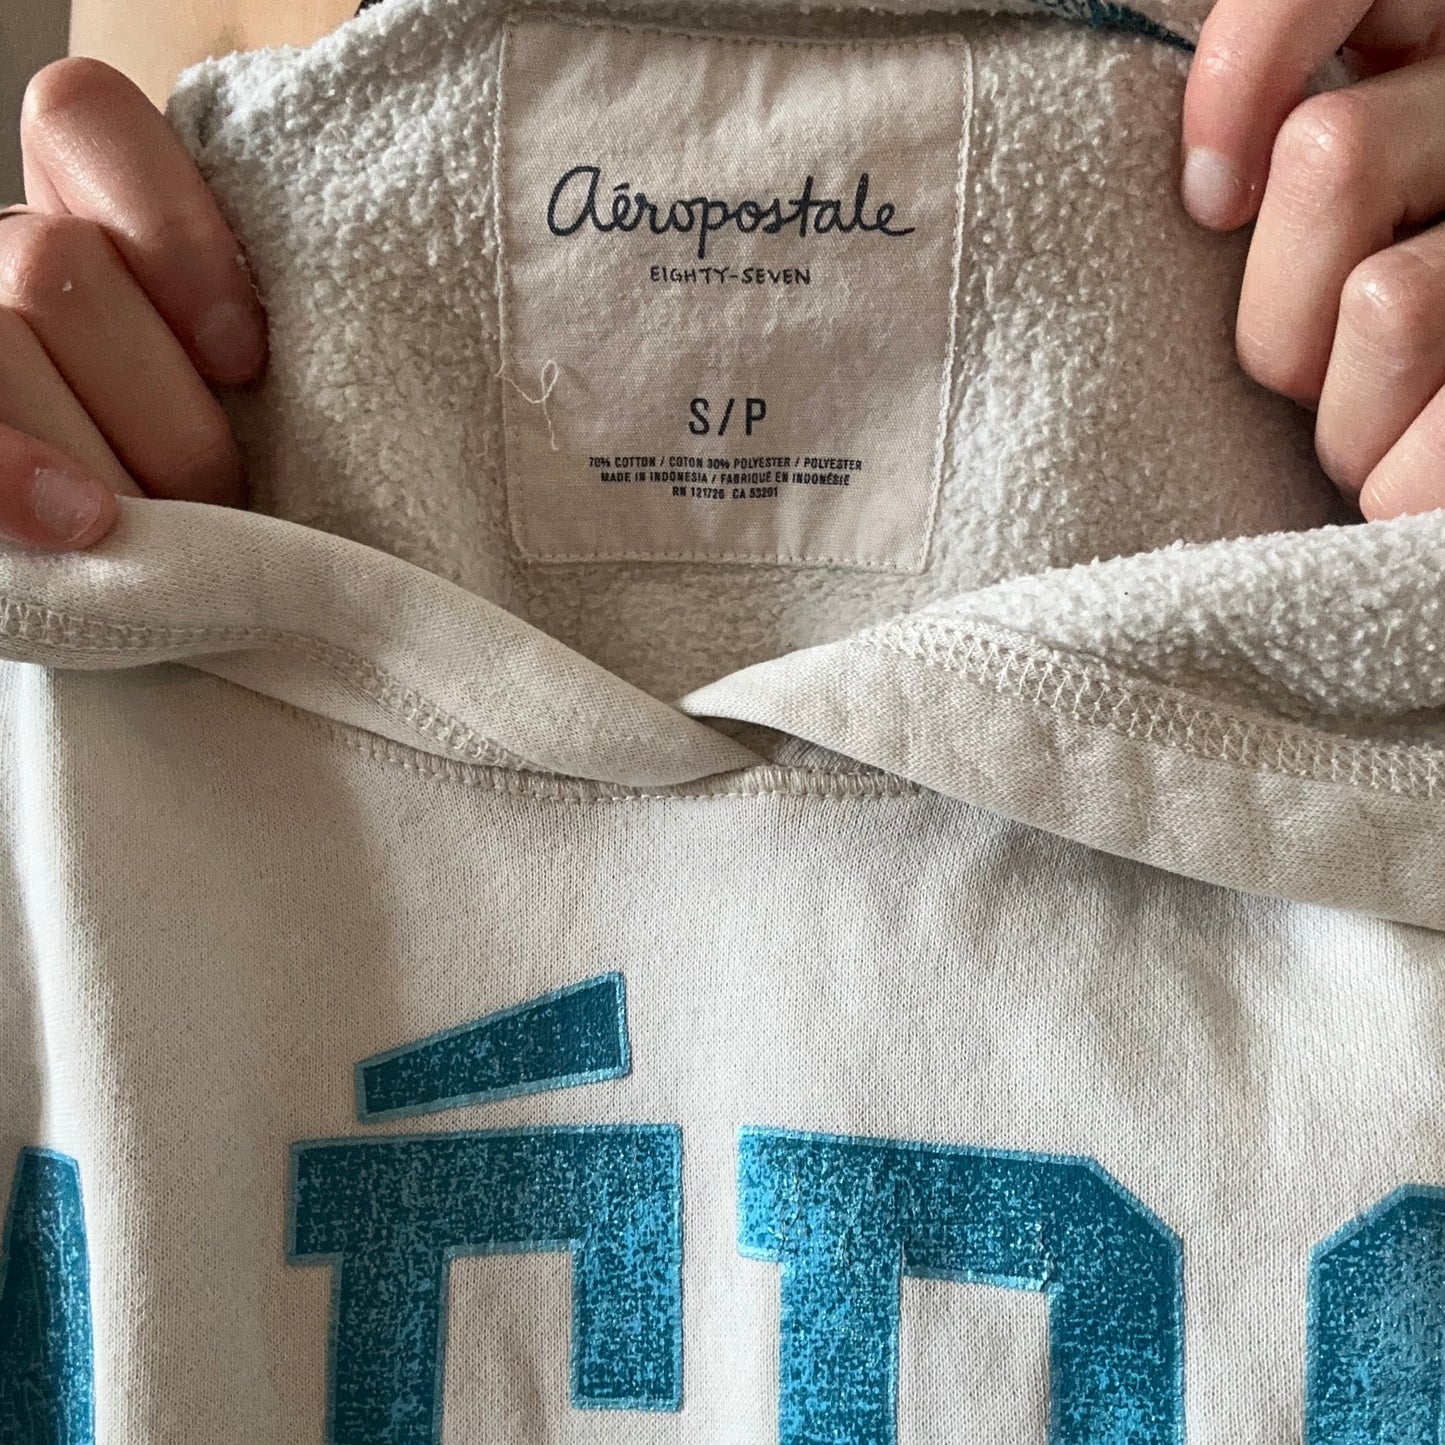 aéropostale
EIGHTY-SEVEN
S / P
70% COTTON / COTON 30% POLYESTER / POLYESTER
MADE IN INDONESIA / FABRIQUÉ EN INDONÉSIE
RN 121726 CA 53201
AÉRO